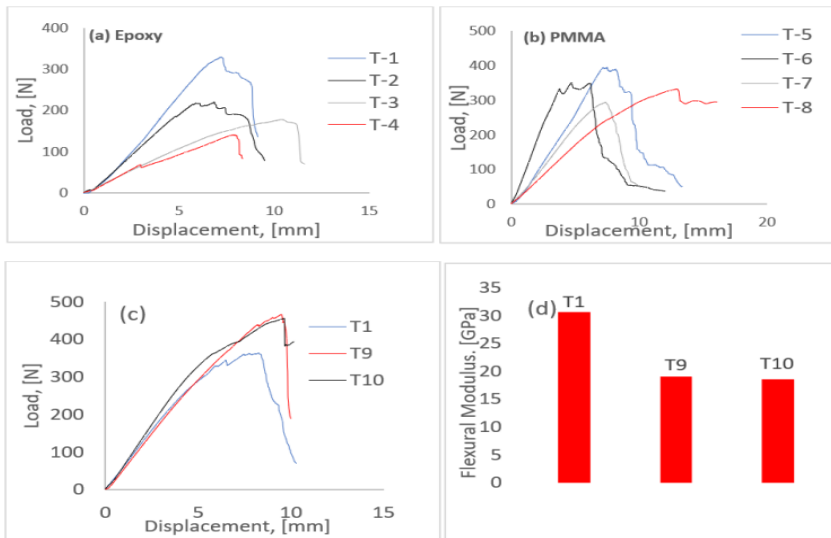 (a) Epoxy
400
300
200
100
0
Load, [N]
0 5 10 15
Displacement, [mm]
T-1
T-2
T-3
T-4
(b) PMMA
500
400
300
200
100
0
Load, [N]
0 10 20
Displacement, [mm]
T-5
T-6
T-7
T-8
(c)
500
400
300
200
100
0
Load, [N]
0 5 10 15
Displacement, [mm]
T1
T9
T10
(d)
35
30
25
20
15
10
5
0
Flexural Modulus. [GPa]
T1
T9
T10